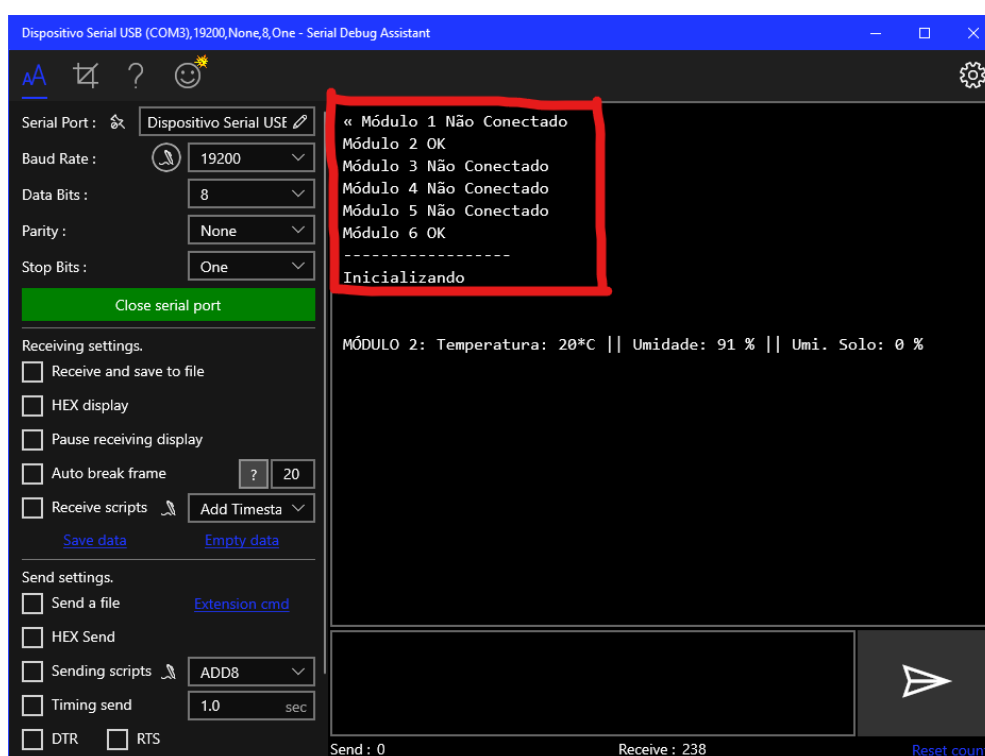 Dispositivo Serial USB (COM3),19200,None,8,One - Serial Debug Assistant
AA
Serial Port :
Dispositivo Serial USE
Baud Rate :
19200
Data Bits :
8
Parity :
None
Stop Bits :
One
Close serial port
Receiving settings.
Receive and save to file
HEX display
Pause receiving display
Auto break frame
?
20
Receive scripts
Add Timesta
Save data
Empty data
Send settings.
Send a file
Extension cmd
HEX Send
Sending scripts
ADD8
Timing send
1.0
sec
DTR
RTS
« Módulo 1 Não Conectado
Módulo 2 OK
Módulo 3 Não Conectado
Módulo 4 Não Conectado
Módulo 5 Não Conectado
Módulo 6 OK
------------------
Inicializando
MÓDULO 2: Temperatura: 20*C || Umidade: 91 % || Umi. Solo: 0 %
Send : 0
Receive : 238
Reset coun